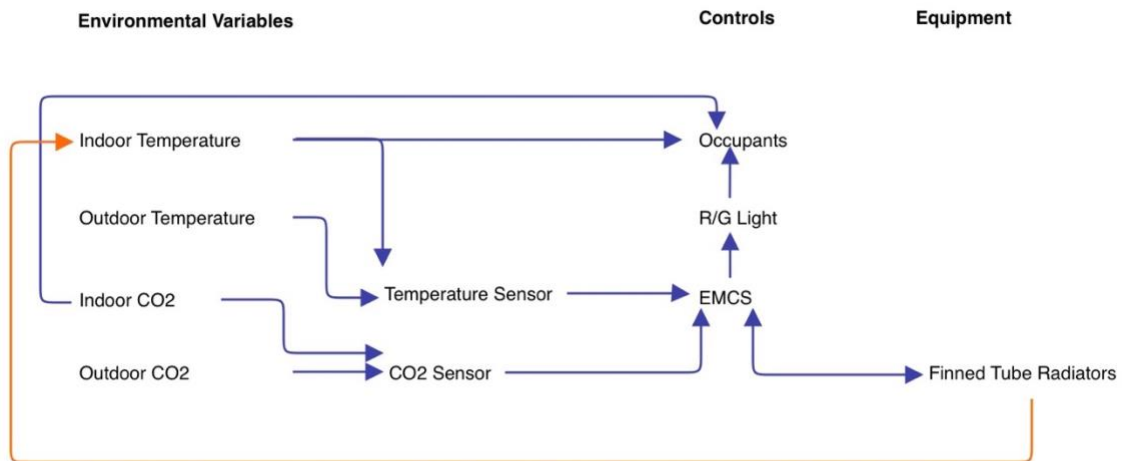 Environmental Variables Controls Equipment
Indoor Temperature Occupants
Outdoor Temperature R/G Light
Indoor CO2 Temperature Sensor EMCS
Outdoor CO2 CO2 Sensor Finned Tube Radiators